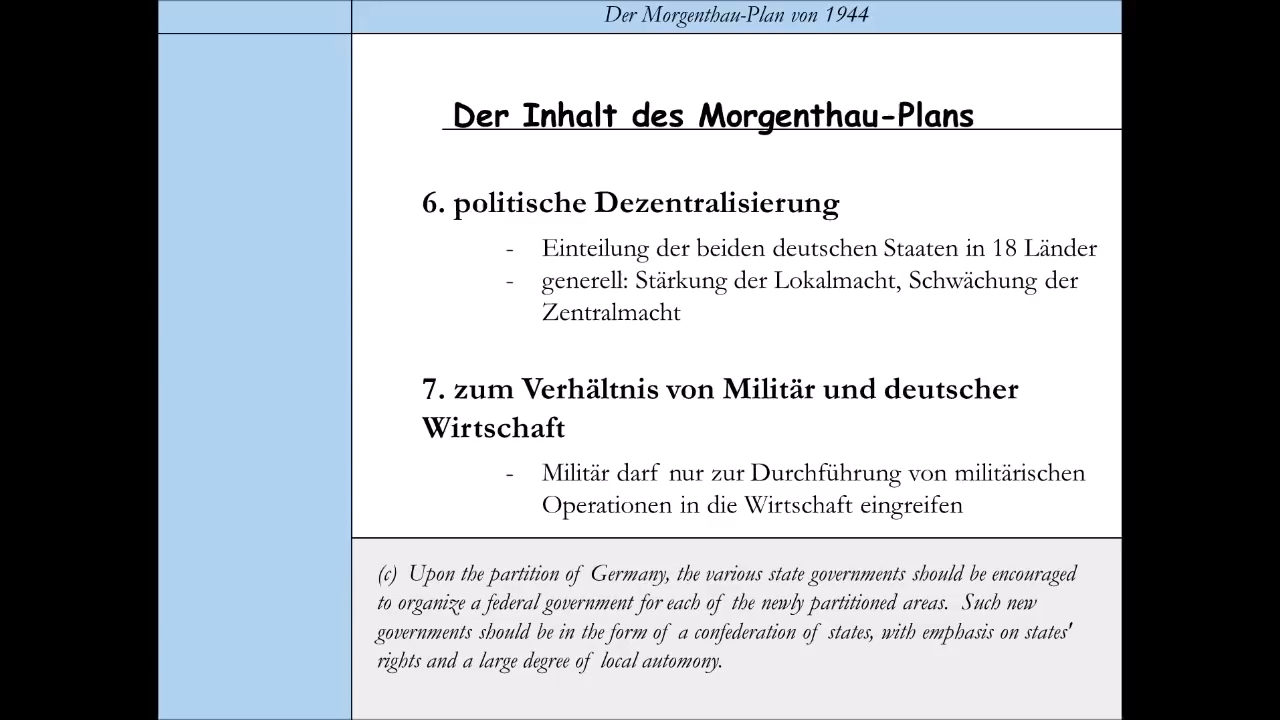 Der Morgenthau-Plan von 1944
Der Inhalt des Morgenthau-Plans
6. politische Dezentralisierung
- Einteilung der beiden deutschen Staaten in 18 Länder
- generell: Stärkung der Lokalmacht, Schwächung der
Zentralmacht
7. zum Verhältnis von Militär und deutscher
Wirtschaft
- Militär darf nur zur Durchführung von militärischen
Operationen in die Wirtschaft eingreifen
(c) Upon the partition of Germany, the various state governments should be encouraged
to organize a federal government for each of the newly partitioned areas. Such new
governments should be in the form of a confederation of states, with emphasis on states'
rights and a large degree of local automony.